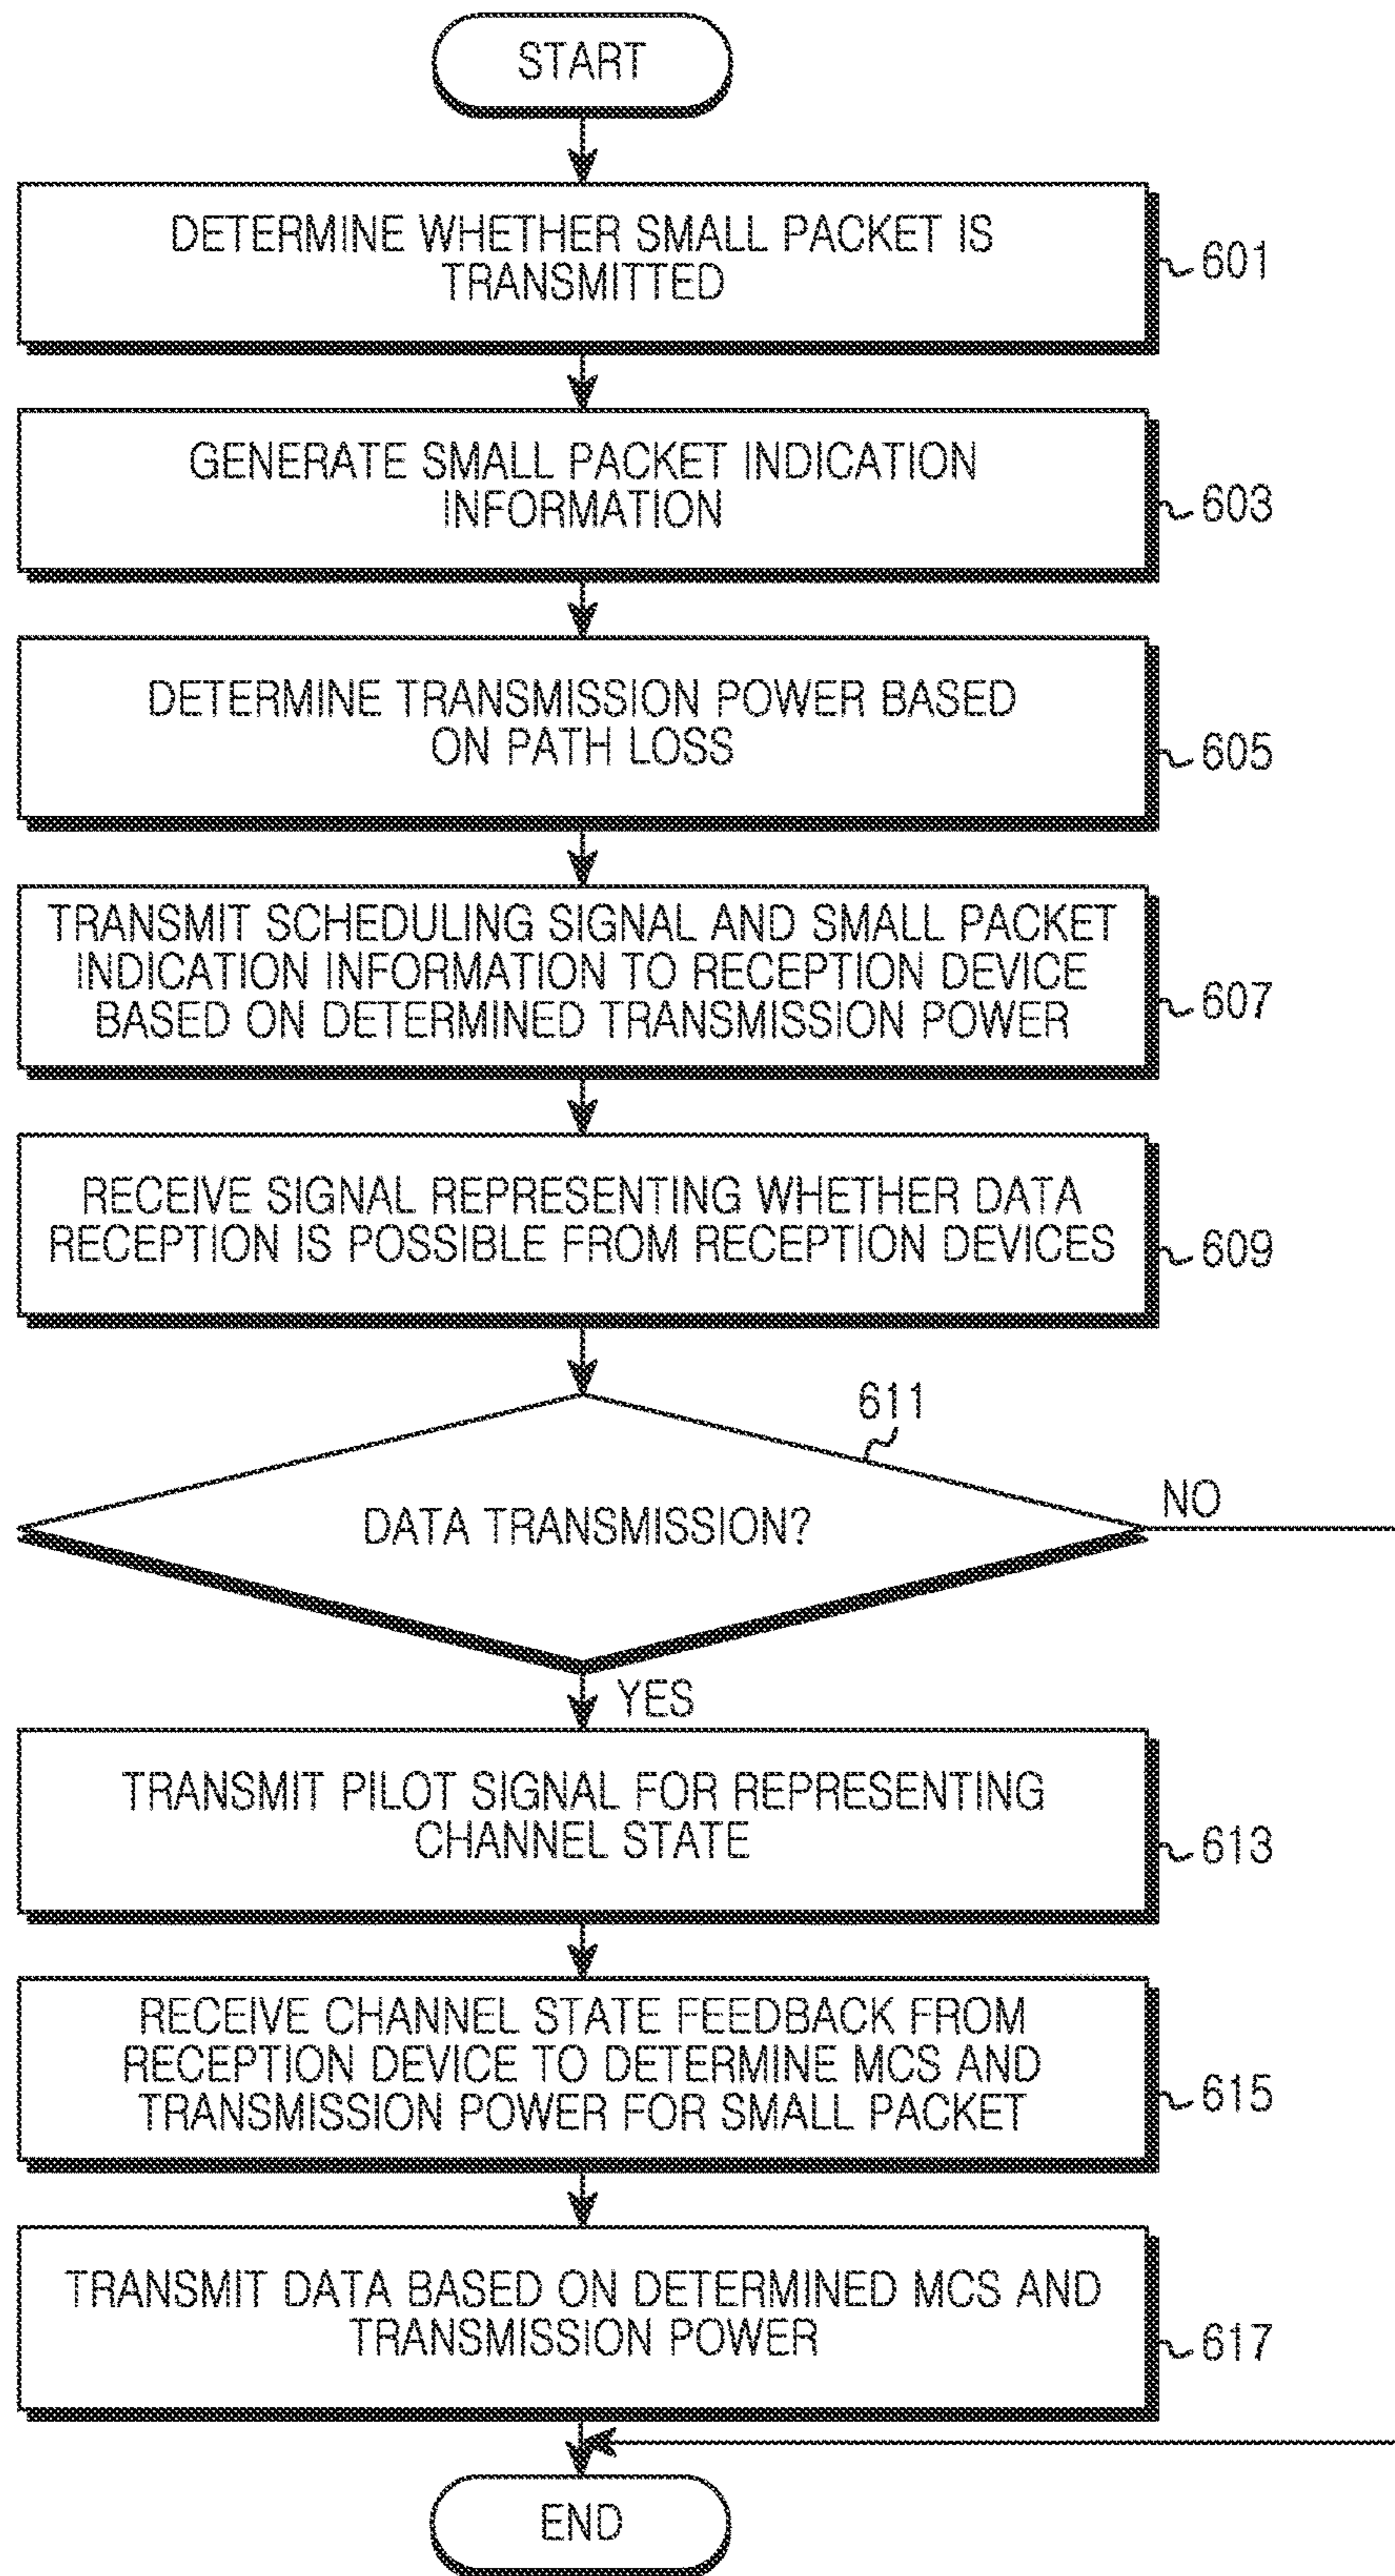 START
DETERMINE WHETHER SMALL PACKET IS
TRANSMITTED
601
GENERATE SMALL PACKET INDICATION
INFORMATION
603
DETERMINE TRANSMISSION POWER BASED
ON PATH LOSS
605
TRANSMIT SCHEDULING SIGNAL AND SMALL PACKET
INDICATION INFORMATION TO RECEPTION DEVICE
BASED ON DETERMINED TRANSMISSION POWER
607
RECEIVE SIGNAL REPRESENTING WHETHER DATA
RECEPTION IS POSSIBLE FROM RECEPTION DEVICES
609
611
DATA TRANSMISSION?
NO
YES
TRANSMIT PILOT SIGNAL FOR REPRESENTING
CHANNEL STATE
613
RECEIVE CHANNEL STATE FEEDBACK FROM
RECEPTION DEVICE TO DETERMINE MCS AND
TRANSMISSION POWER FOR SMALL PACKET
615
TRANSMIT DATA BASED ON DETERMINED MCS AND
TRANSMISSION POWER
617
END